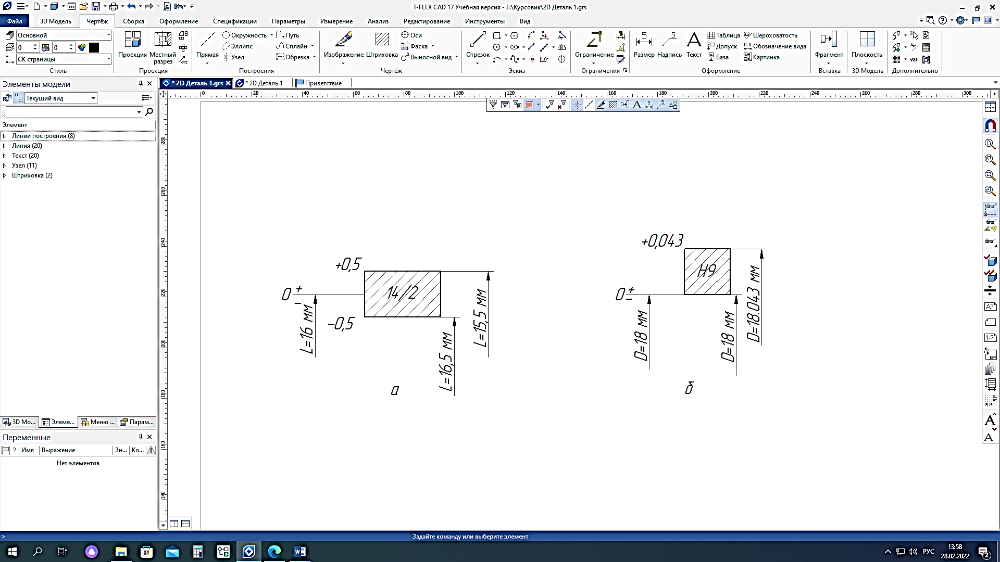 T-FLEX CAD 17 Учебная версия - E:\Курсовик\2D Деталь 1.grs
Файл 3D Модель Чертёж Сборка Оформление Спецификации Параметры Измерение Анализ Редактирование Инструменты Вид
Основной
0 0
СК страницы
Стиль
Проекция Местный разрез
Проекция
Прямая
Окружность Путь
Эллипс Сплайн
Узел Обрезка
Построения
Изображение Штриховка
Оси
Фаска
Выносной вид
Чертёж
Отрезок
Эскиз
Ограничение
Ограничения
Размер Надпись Текст
Таблица Шероховатость
Допуск Обозначение вида
База Картинка
Оформление
Фрагмент
Вставка
Плоскость
3D Модель
var
Дополнительно
Элементы модели
* 2D Деталь 1.grs * 2D Деталь 1 Приветствие
Текущий вид
Элемент
Линии построения (8)
Линия (20)
Текст (20)
Узел (11)
Штриховка (2)
3D Мо... Элеме... Меню ... Парам...
Переменные
? Имя Выражение Зн... Ко...
Нет элементов
0 20 40 60 80 100 120 140 160 180 200 220 240 260 280 300
280
260
240
220
200
180
160
140
+0,5
14/2
0 + −
−0,5
L=16 мм
L=16,5 мм
L=15,5 мм
а
+0,043
H9
0 + −
D=18 мм
D=18 мм
D=18.043 мм
б
>
Задайте команду или выберите элемент
РУС
13:58
28.02.2022
2